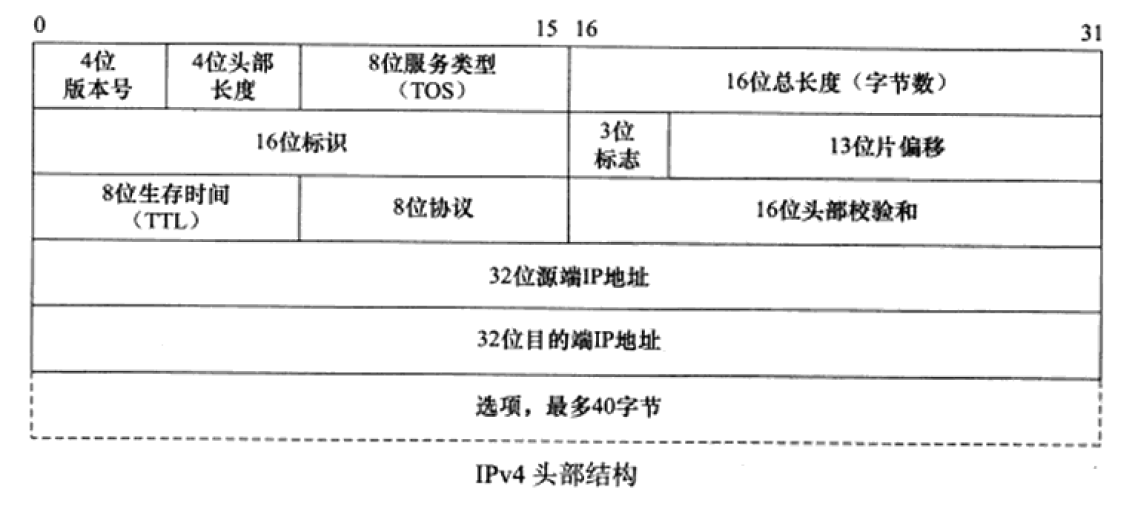 0 15 16 31
4位 4位头部 8位服务类型 16位总长度（字节数）
版本号 长度 （TOS）
16位标识 3位 13位片偏移
标志
8位生存时间 8位协议 16位头部校验和
（TTL）
32位源端IP地址
32位目的端IP地址
选项，最多40字节
IPv4 头部结构